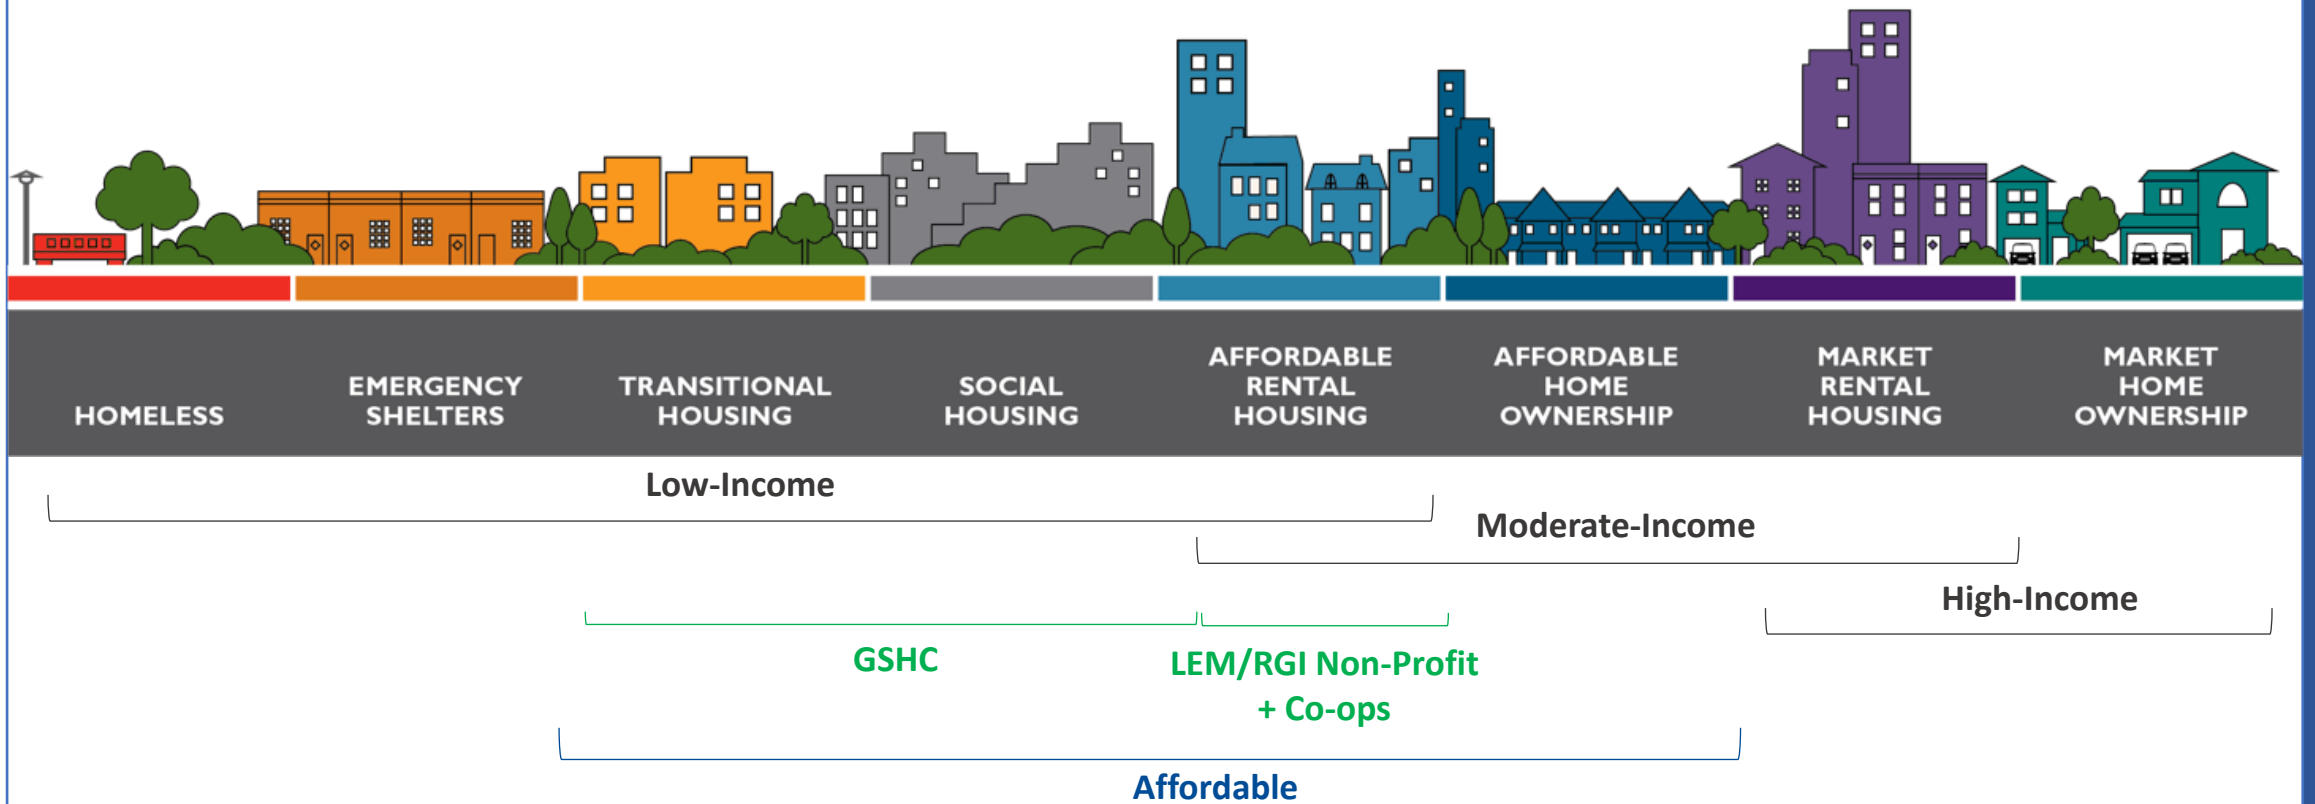 HOMELESS
EMERGENCY
SHELTERS
TRANSITIONAL
HOUSING
SOCIAL
HOUSING
AFFORDABLE
RENTAL
HOUSING
AFFORDABLE
HOME
OWNERSHIP
MARKET
RENTAL
HOUSING
MARKET
HOME
OWNERSHIP
Low-Income
Moderate-Income
High-Income
GSHC
LEM/RGI Non-Profit
+ Co-ops
Affordable